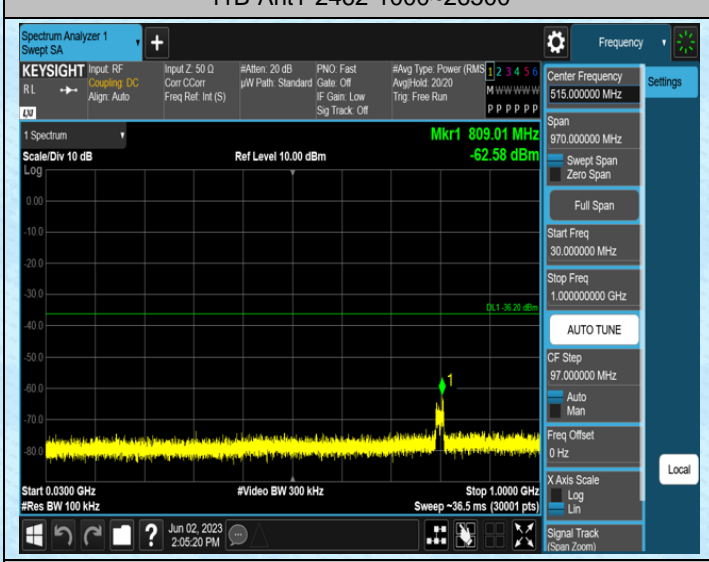 11B-Ant1-2462-1000~26500
Spectrum Analyzer 1
Swept SA
Frequency
KEYSIGHT
RL
Input: RF
Coupling: DC
Align: Auto
Input Z: 50 Ω
Corr CCorr
Freq Ref: Int (S)
#Atten: 20 dB
µW Path: Standard
PNO: Fast
Gate: Off
IF Gain: Low
Sig Track: Off
#Avg Type: Power (RMS
Avg|Hold: 20/20
Trig: Free Run
1 2 3 4 5 6
M W W W W W
P P P P P P
1 Spectrum
Scale/Div 10 dB
Ref Level 10.00 dBm
Mkr1 809.01 MHz
-62.58 dBm
Log
0.00
-10.0
-20.0
-30.0
DL1 -36.20 dBm
-40.0
-50.0
-60.0
1
-70.0
-80.0
Start 0.0300 GHz
#Video BW 300 kHz
Stop 1.0000 GHz
#Res BW 100 kHz
Sweep ~36.5 ms (30001 pts)
Jun 02, 2023
2:05:20 PM
Center Frequency
515.000000 MHz
Settings
Span
970.000000 MHz
Swept Span
Zero Span
Full Span
Start Freq
30.000000 MHz
Stop Freq
1.000000000 GHz
AUTO TUNE
CF Step
97.000000 MHz
Auto
Man
Freq Offset
0 Hz
X Axis Scale
Log
Lin
Local
Signal Track
(Span Zoom)